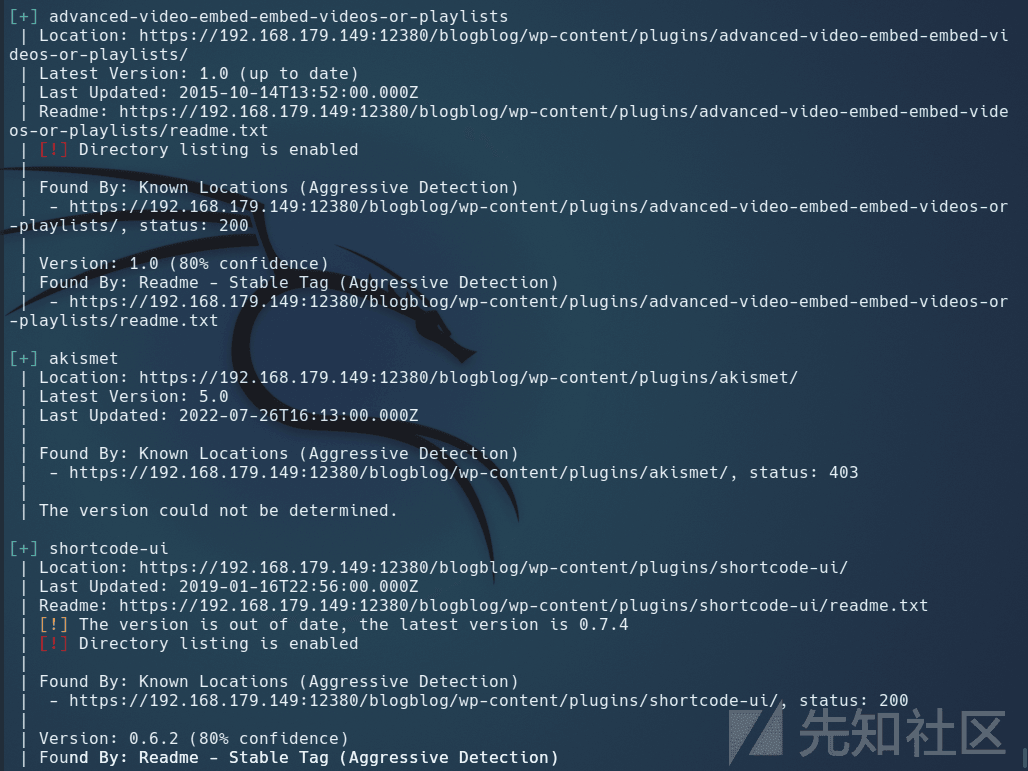 [+] advanced-video-embed-embed-videos-or-playlists
| Location: https://192.168.179.149:12380/blogblog/wp-content/plugins/advanced-video-embed-embed-vi
deos-or-playlists/
| Latest Version: 1.0 (up to date)
| Last Updated: 2015-10-14T13:52:00.000Z
| Readme: https://192.168.179.149:12380/blogblog/wp-content/plugins/advanced-video-embed-embed-vide
os-or-playlists/readme.txt
| [!] Directory listing is enabled
|
| Found By: Known Locations (Aggressive Detection)
|  - https://192.168.179.149:12380/blogblog/wp-content/plugins/advanced-video-embed-embed-videos-or
-playlists/, status: 200
|
| Version: 1.0 (80% confidence)
| Found By: Readme - Stable Tag (Aggressive Detection)
|  - https://192.168.179.149:12380/blogblog/wp-content/plugins/advanced-video-embed-embed-videos-or
-playlists/readme.txt
[+] akismet
| Location: https://192.168.179.149:12380/blogblog/wp-content/plugins/akismet/
| Latest Version: 5.0
| Last Updated: 2022-07-26T16:13:00.000Z
|
| Found By: Known Locations (Aggressive Detection)
|  - https://192.168.179.149:12380/blogblog/wp-content/plugins/akismet/, status: 403
|
| The version could not be determined.
[+] shortcode-ui
| Location: https://192.168.179.149:12380/blogblog/wp-content/plugins/shortcode-ui/
| Last Updated: 2019-01-16T22:56:00.000Z
| Readme: https://192.168.179.149:12380/blogblog/wp-content/plugins/shortcode-ui/readme.txt
| [!] The version is out of date, the latest version is 0.7.4
| [!] Directory listing is enabled
|
| Found By: Known Locations (Aggressive Detection)
|  - https://192.168.179.149:12380/blogblog/wp-content/plugins/shortcode-ui/, status: 200
|
| Version: 0.6.2 (80% confidence)
| Found By: Readme - Stable Tag (Aggressive Detection)
先知社区